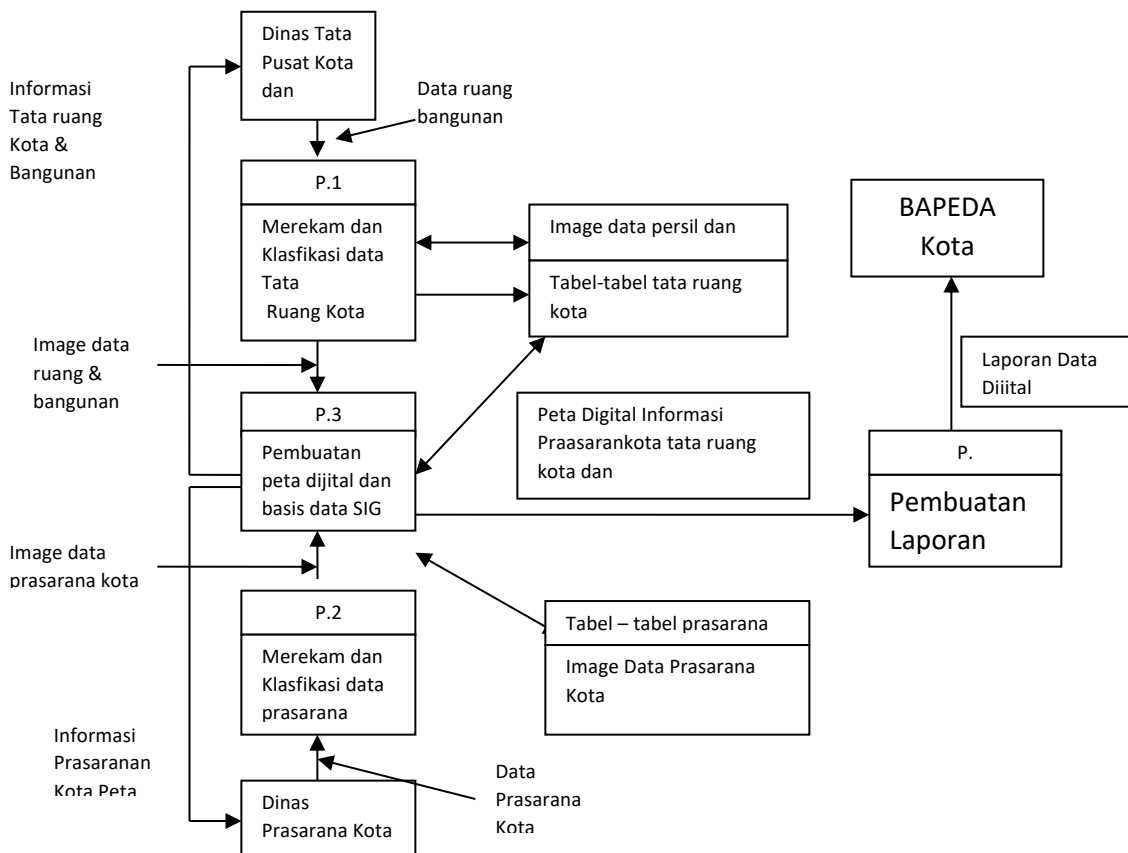 Dinas Tata
Pusat Kota
dan
Informasi
Tata ruang
Kota &
Bangunan
Data ruang
bangunan
P.1
Merekam dan
Klasfikasi data
Tata
Ruang Kota
Image data persil dan
Tabel-tabel tata ruang
kota
BAPEDA
Kota
Image data
ruang &
bangunan
Laporan Data
Diiital
P.3
Pembuatan
peta dijital dan
basis data SIG
Peta Digital Informasi
Praasarankota tata ruang
kota dan
P.
Pembuatan
Laporan
Image data
prasarana kota
P.2
Merekam dan
Klasfikasi data
prasarana
Tabel – tabel prasarana
Image Data Prasarana
Kota
Informasi
Prasaranan
Kota Peta
Data
Prasarana
Kota
Dinas
Prasarana Kota